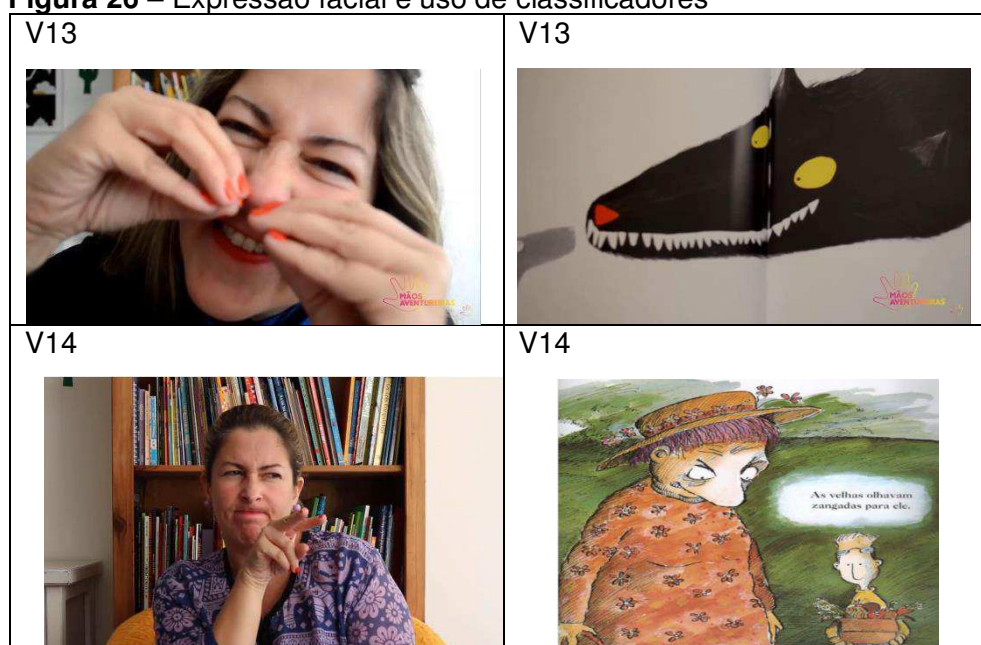 Figura 26 – Expressão facial e uso de classificadores
V13
V13
MÃOS
AVENTUREIRAS
MÃOS
AVENTUREIRAS
V14
V14
As velhas olhavam
zangadas para ele.